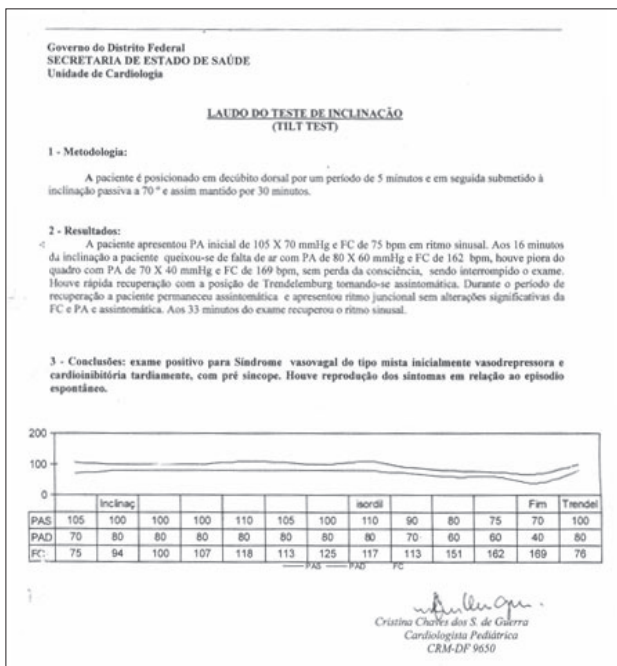 Governo do Distrito Federal
SECRETARIA DE ESTADO DE SAÚDE
Unidade de Cardiologia
LAUDO DO TESTE DE INCLINAÇÃO
(TILT TEST)
1 - Metodologia:
A paciente é posicionado em decúbito dorsal por um período de 5 minutos e em seguida submetido à
inclinação passiva a 70 º e assim mantido por 30 minutos.
2 - Resultados:
A paciente apresentou PA inicial de 105 X 70 mmHg e FC de 75 bpm em ritmo sinusal. Aos 16 minutos
da inclinação a paciente queixou-se de falta de ar com PA de 80 X 60 mmHg e FC de 162 bpm, houve piora do
quadro com PA de 70 X 40 mmHg e FC de 169 bpm, sem perda da consciência, sendo interrompido o exame.
Houve rápida recuperação com a posição de Trendelemburg tornando-se assintomática. Durante o período de
recuperação a paciente permaneceu assintomática e apresentou ritmo juncional sem alterações significativas da
FC e PA e assintomática. Aos 33 minutos do exame recuperou o ritmo sinusal.
3 - Conclusões: exame positivo para Síndrome vasovagal do tipo mista inicialmente vasodrepressora e
cardioinibitória tardiamente, com pré sincope. Houve reprodução dos sintomas em relação ao episodio
espontâneo.
200
100
0
Inclinaç isordil Fim Trendel
PAS 105 100 100 100 110 105 100 110 90 80 75 70 100
PAD 70 80 80 80 80 80 80 80 70 60 60 40 80
FC: 75 94 100 107 118 113 125 117 113 151 162 169 76
PAS PAD FC
Cristina Chaves dos S. de Guerra
Cardiologista Pediátrica
CRM-DF 9650